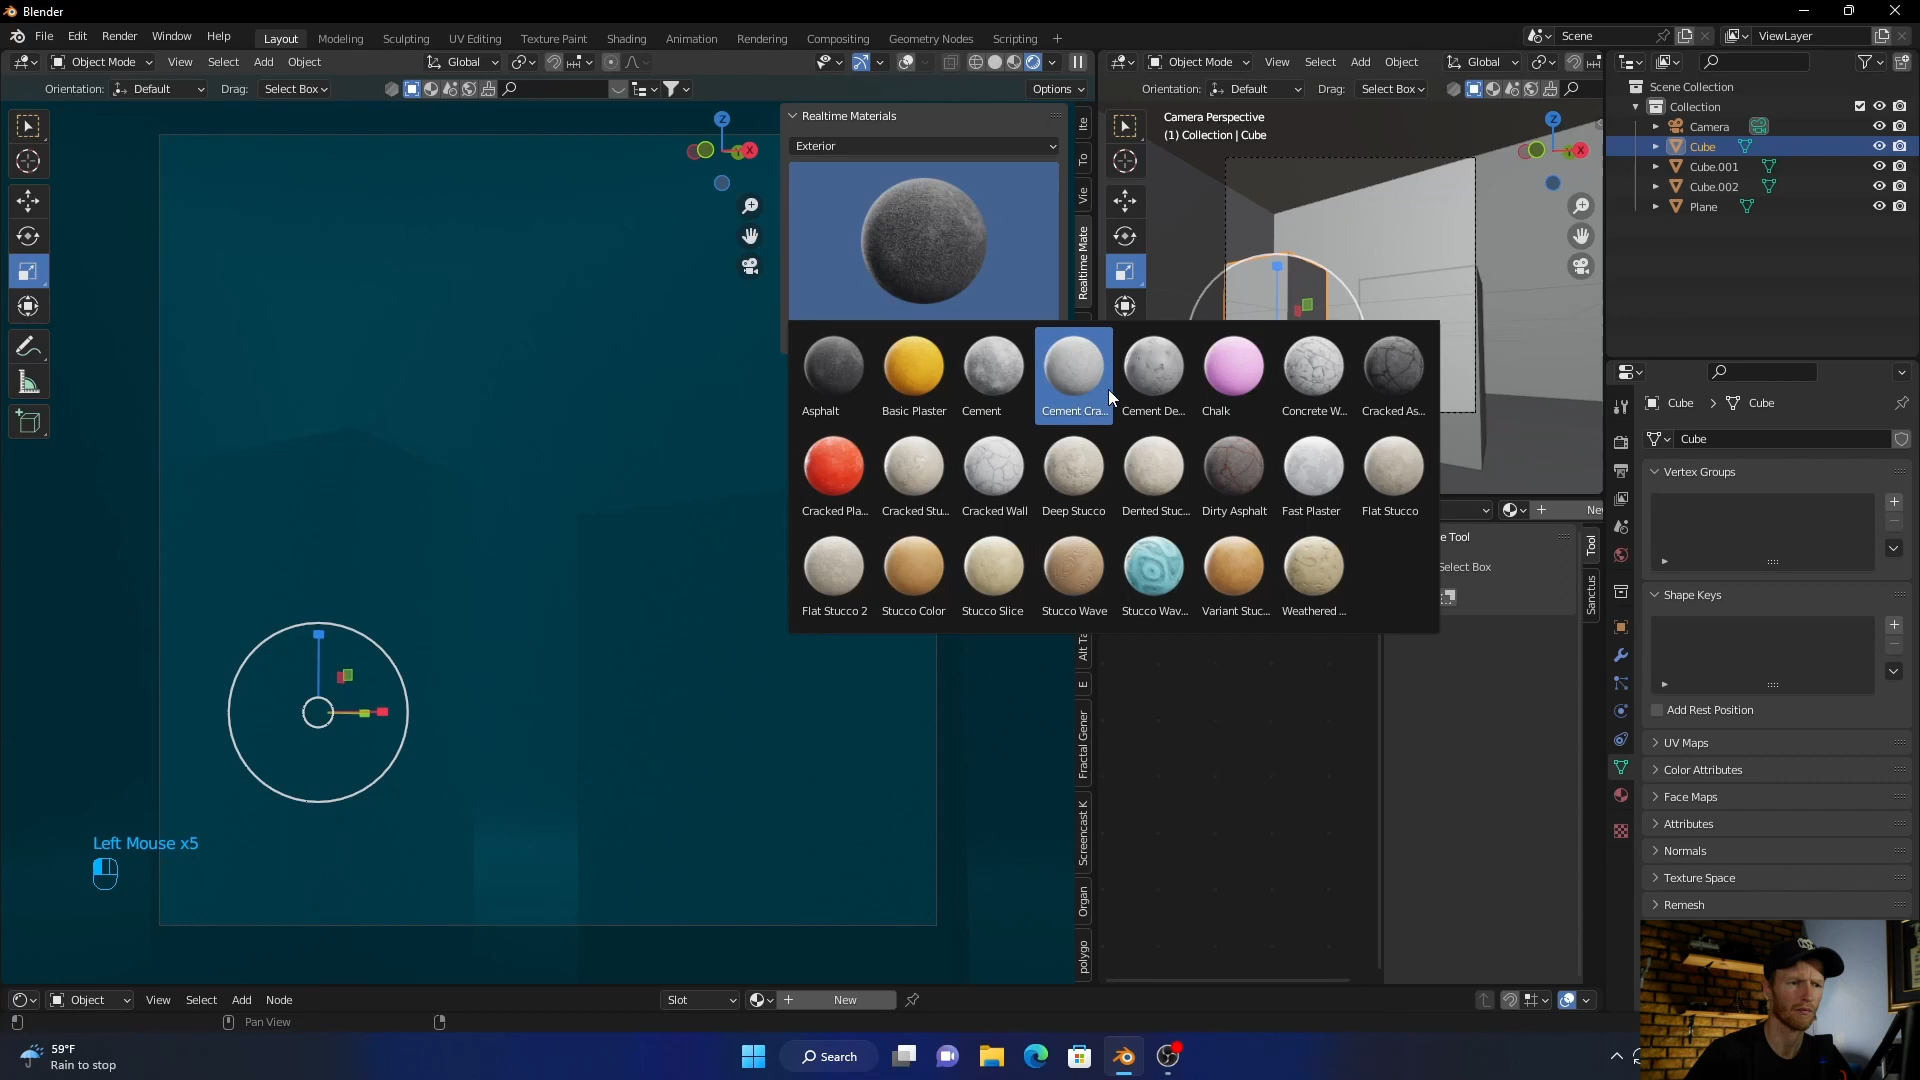 Blender
File Edit Render Window Help
Layout Modeling Sculpting UV Editing Texture Paint Shading Animation Rendering Compositing Geometry Nodes Scripting +
Scene
ViewLayer
Object Mode View Select Add Object
Global
Orientation: Default Drag: Select Box
Options
Object Mode View Select Add Object
Global
Orientation: Default Drag: Select Box
Camera Perspective
(1) Collection | Cube
Scene Collection
Collection
Camera
Cube
Cube.001
Cube.002
Plane
Realtime Materials
Exterior
Ite
To
Vie
Realtime Mate
Alt Ta
E
Fractal Gener
Screencast K
Organ
polygo
Asphalt
Basic Plaster
Cement
Cement Cra...
Cement De...
Chalk
Concrete W...
Cracked As...
Cracked Pla...
Cracked Stu...
Cracked Wall
Deep Stucco
Dented Stuc...
Dirty Asphalt
Fast Plaster
Flat Stucco
Flat Stucco 2
Stucco Color
Stucco Slice
Stucco Wave
Stucco Wav...
Variant Stuc...
Weathered ...
Ne
e Tool
Select Box
Tool
Sanctus
Cube > Cube
Cube
Vertex Groups
Shape Keys
Add Rest Position
UV Maps
Color Attributes
Face Maps
Attributes
Normals
Texture Space
Remesh
Left Mouse x5
Object View Select Add Node
Slot
New
Pan View
59°F
Rain to stop
Search
X
Z
X
Z